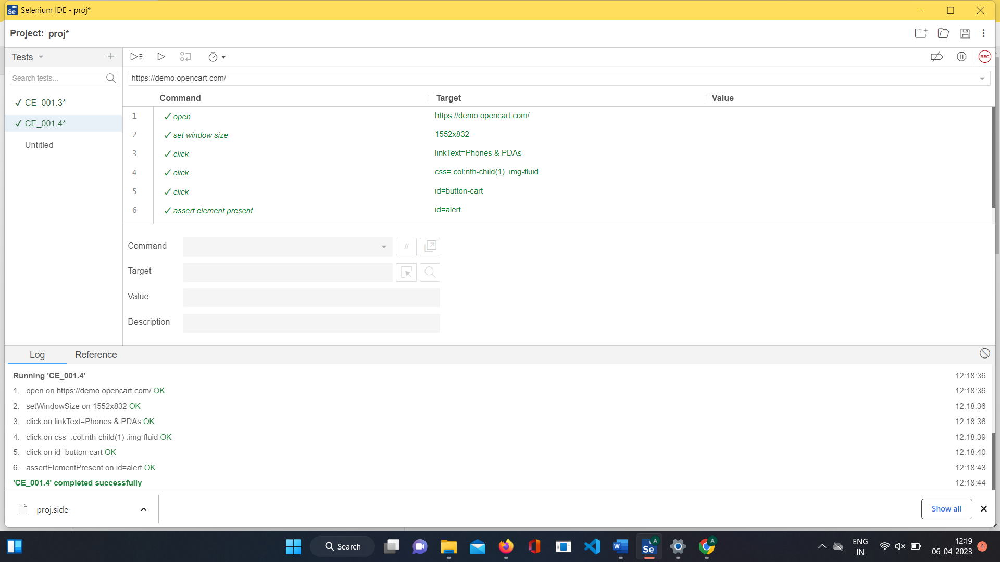 Se Selenium IDE - proj*
Project: proj*
Tests
Search tests...
✓ CE_001.3*
✓ CE_001.4*
Untitled
REC
https://demo.opencart.com/
Command Target Value
1 ✓ open https://demo.opencart.com/
2 ✓ set window size 1552x832
3 ✓ click linkText=Phones & PDAs
4 ✓ click css=.col:nth-child(1) .img-fluid
5 ✓ click id=button-cart
6 ✓ assert element present id=alert
Command //
Target
Value
Description
Log Reference
Running 'CE_001.4' 12:18:36
1. open on https://demo.opencart.com/ OK 12:18:36
2. setWindowSize on 1552x832 OK 12:18:36
3. click on linkText=Phones & PDAs OK 12:18:36
4. click on css=.col:nth-child(1) .img-fluid OK 12:18:39
5. click on id=button-cart OK 12:18:40
6. assertElementPresent on id=alert OK 12:18:43
'CE_001.4' completed successfully 12:18:44
proj.side Show all
Search W Se A A ENG IN 12:19 06-04-2023 4